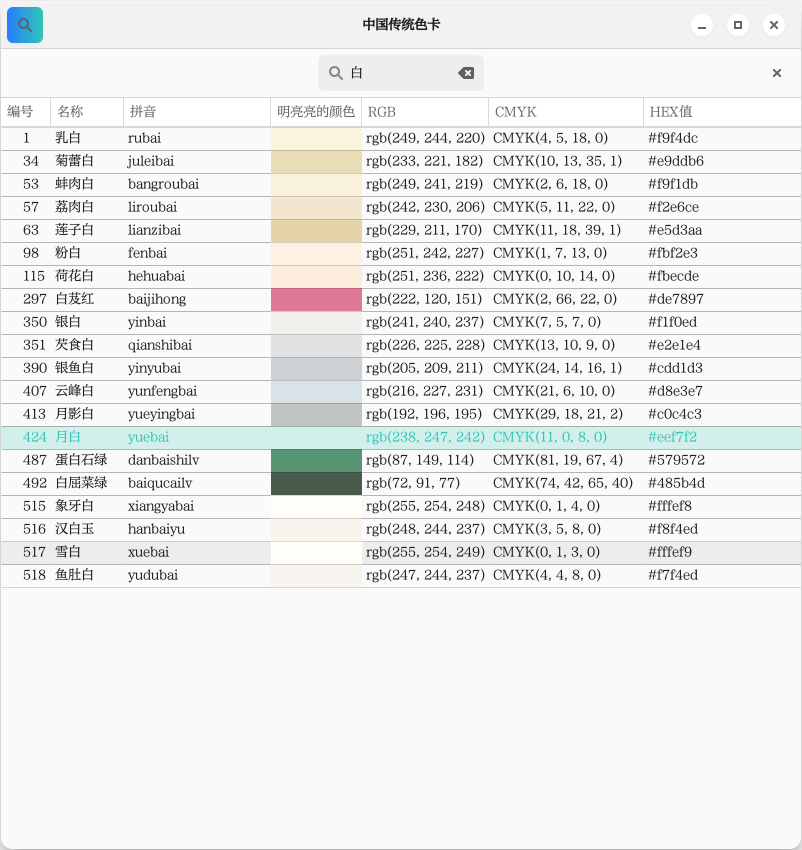 中国传统色卡
白
编号 名称 拼音 明亮亮的颜色 RGB CMYK HEX值
1 乳白 rubai rgb(249, 244, 220) CMYK(4, 5, 18, 0) #f9f4dc
34 菊蕾白 juleibai rgb(233, 221, 182) CMYK(10, 13, 35, 1) #e9ddb6
53 蚌肉白 bangroubai rgb(249, 241, 219) CMYK(2, 6, 18, 0) #f9f1db
57 荔肉白 liroubai rgb(242, 230, 206) CMYK(5, 11, 22, 0) #f2e6ce
63 莲子白 lianzibai rgb(229, 211, 170) CMYK(11, 18, 39, 1) #e5d3aa
98 粉白 fenbai rgb(251, 242, 227) CMYK(1, 7, 13, 0) #fbf2e3
115 荷花白 hehuabai rgb(251, 236, 222) CMYK(0, 10, 14, 0) #fbecde
297 白芨红 baijihong rgb(222, 120, 151) CMYK(2, 66, 22, 0) #de7897
350 银白 yinbai rgb(241, 240, 237) CMYK(7, 5, 7, 0) #f1f0ed
351 芡食白 qianshibai rgb(226, 225, 228) CMYK(13, 10, 9, 0) #e2e1e4
390 银鱼白 yinyubai rgb(205, 209, 211) CMYK(24, 14, 16, 1) #cdd1d3
407 云峰白 yunfengbai rgb(216, 227, 231) CMYK(21, 6, 10, 0) #d8e3e7
413 月影白 yueyingbai rgb(192, 196, 195) CMYK(29, 18, 21, 2) #c0c4c3
424 月白 yuebai rgb(238, 247, 242) CMYK(11, 0, 8, 0) #eef7f2
487 蛋白石绿 danbaishilv rgb(87, 149, 114) CMYK(81, 19, 67, 4) #579572
492 白屈菜绿 baiqucailv rgb(72, 91, 77) CMYK(74, 42, 65, 40) #485b4d
515 象牙白 xiangyabai rgb(255, 254, 248) CMYK(0, 1, 4, 0) #fffef8
516 汉白玉 hanbaiyu rgb(248, 244, 237) CMYK(3, 5, 8, 0) #f8f4ed
517 雪白 xuebai rgb(255, 254, 249) CMYK(0, 1, 3, 0) #fffef9
518 鱼肚白 yudubai rgb(247, 244, 237) CMYK(4, 4, 8, 0) #f7f4ed